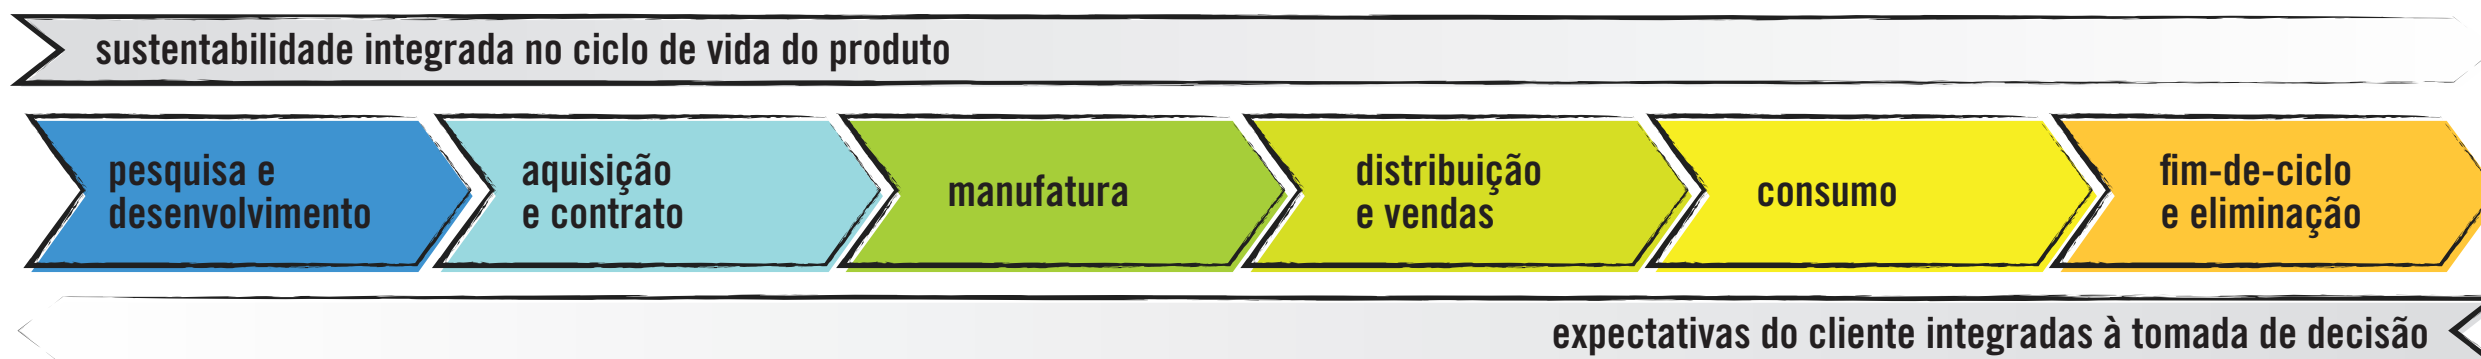 sustentabilidade integrada no ciclo de vida do produto
pesquisa e
desenvolvimento
aquisição
e contrato
manufatura
distribuição
e vendas
consumo
fim-de-ciclo
e eliminação
expectativas do cliente integradas à tomada de decisão